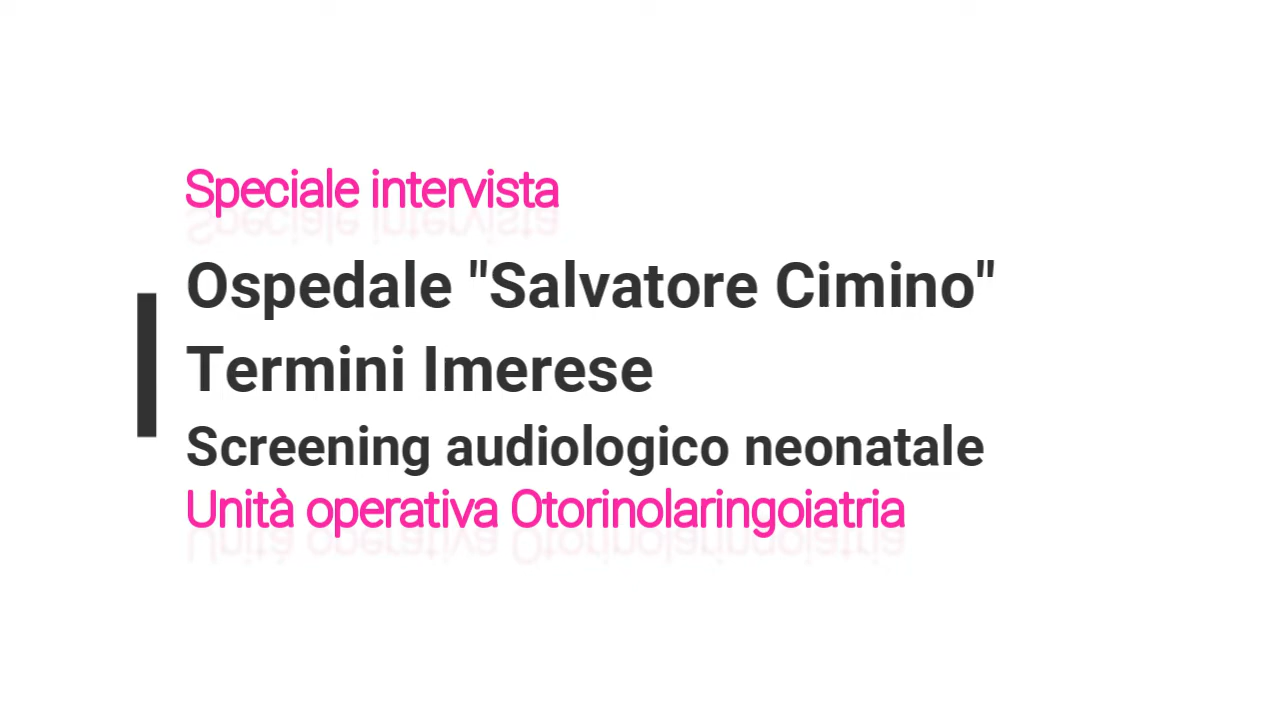 Speciale intervista
Ospedale "Salvatore Cimino"
Termini Imerese
Screening audiologico neonatale
Unità operativa Otorinolaringoiatria